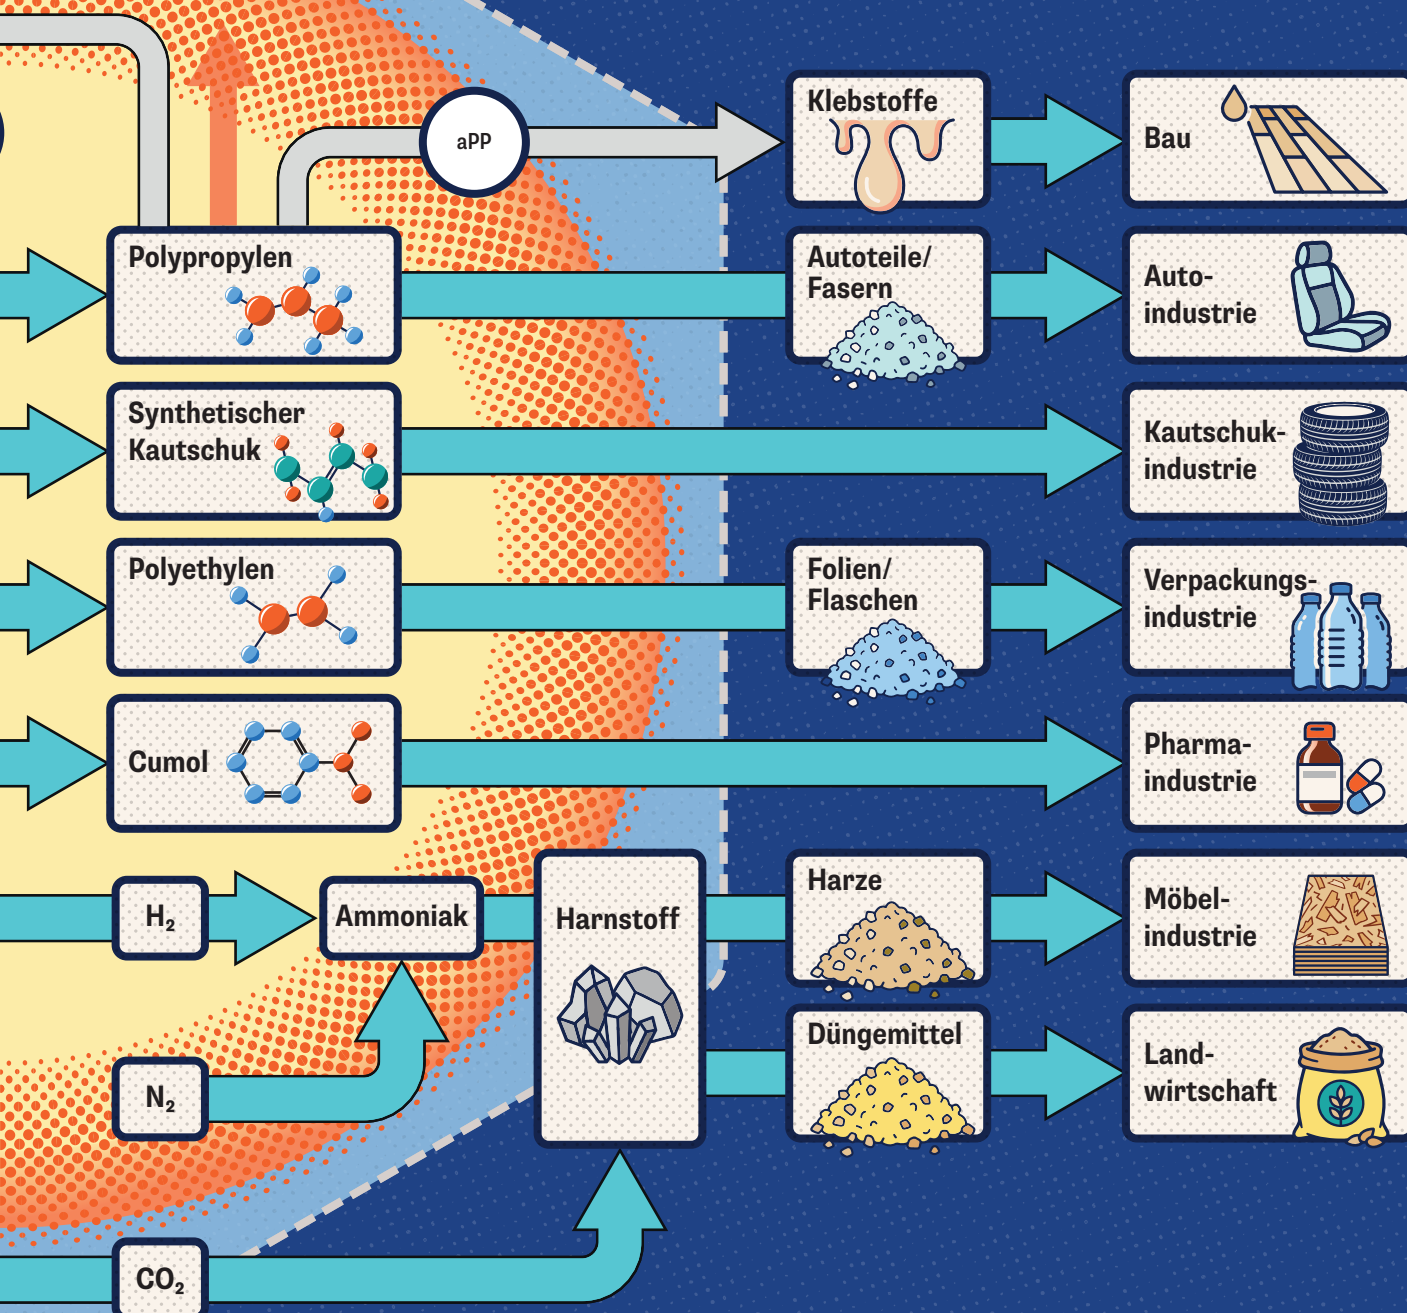 aPP
Klebstoffe
Bau
Polypropylen
Autoteile/
Fasern
Auto-
industrie
Synthetischer
Kautschuk
Kautschuk-
industrie
Polyethylen
Folien/
Flaschen
Verpackungs-
industrie
Cumol
Pharma-
industrie
H₂
Ammoniak
Harnstoff
Harze
Möbel-
industrie
N₂
Düngemittel
Land-
wirtschaft
CO₂